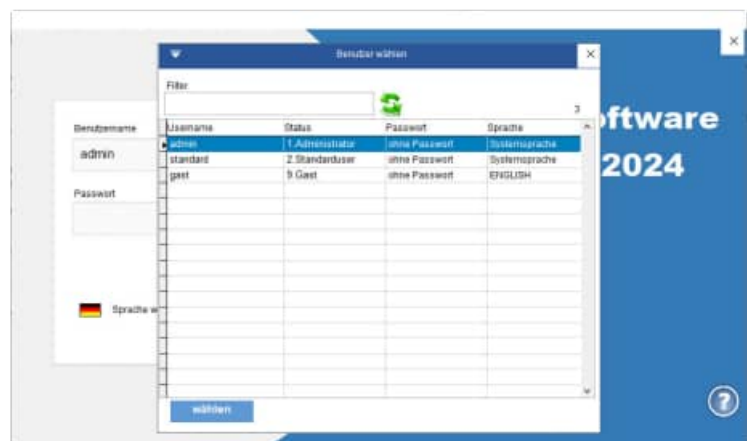 Benutzer wählen
Filter
3
Username Status Passwort Sprache
admin 1.Administrator ohne Passwort Systemsprache
standard 2.Standarduser ohne Passwort Systemsprache
gast 9.Gast ohne Passwort ENGLISH
wählen
Benutzername
admin
Passwort
Sprache w
oftware
2024
?